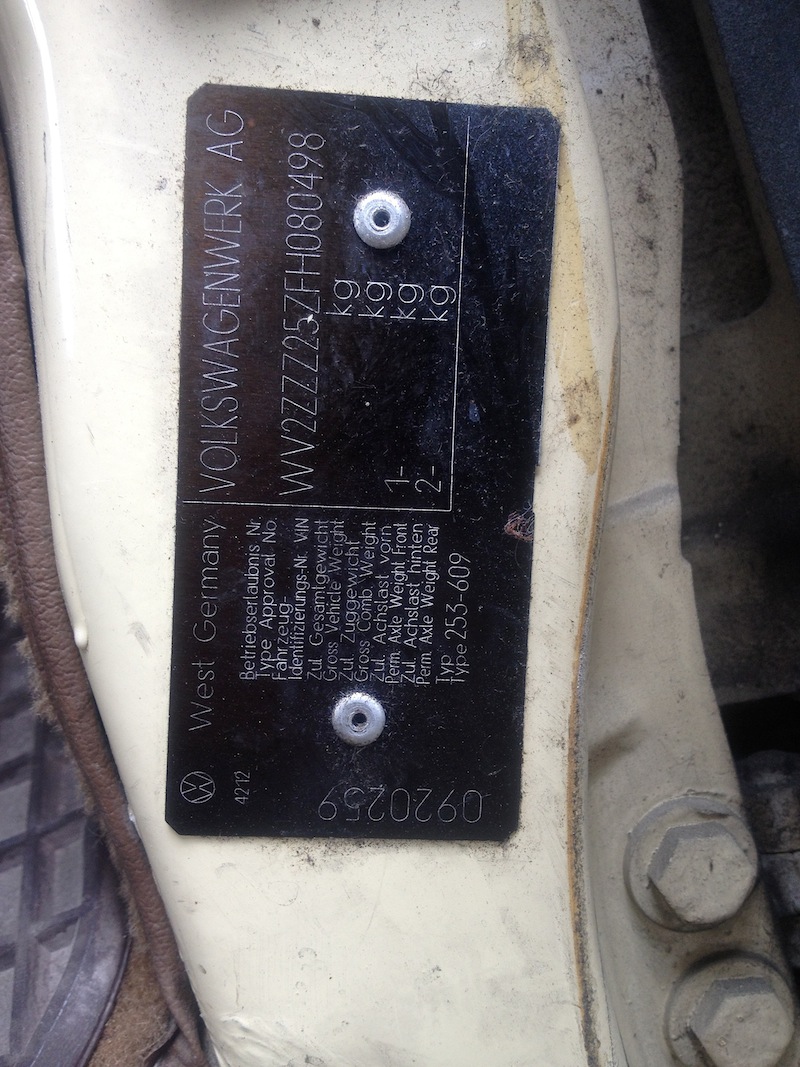 West Germany VOLKSWAGENWERK AG
4212
Betriebserlaubnis Nr.
Type Approval No.
Fahrzeug-
Identifizierungs-Nr. VIN WV2ZZZ25ZFH080498
Zul. Gesamtgewicht
Gross Vehicle Weight kg
Zul. Zuggewicht
Gross Comb. Weight kg
Zul. Achslast vorn
Perm. Axle Weight Front 1- kg
Zul. Achslast hinten
Perm. Axle Weight Rear 2- kg
Typ
Type 253-609
0920259